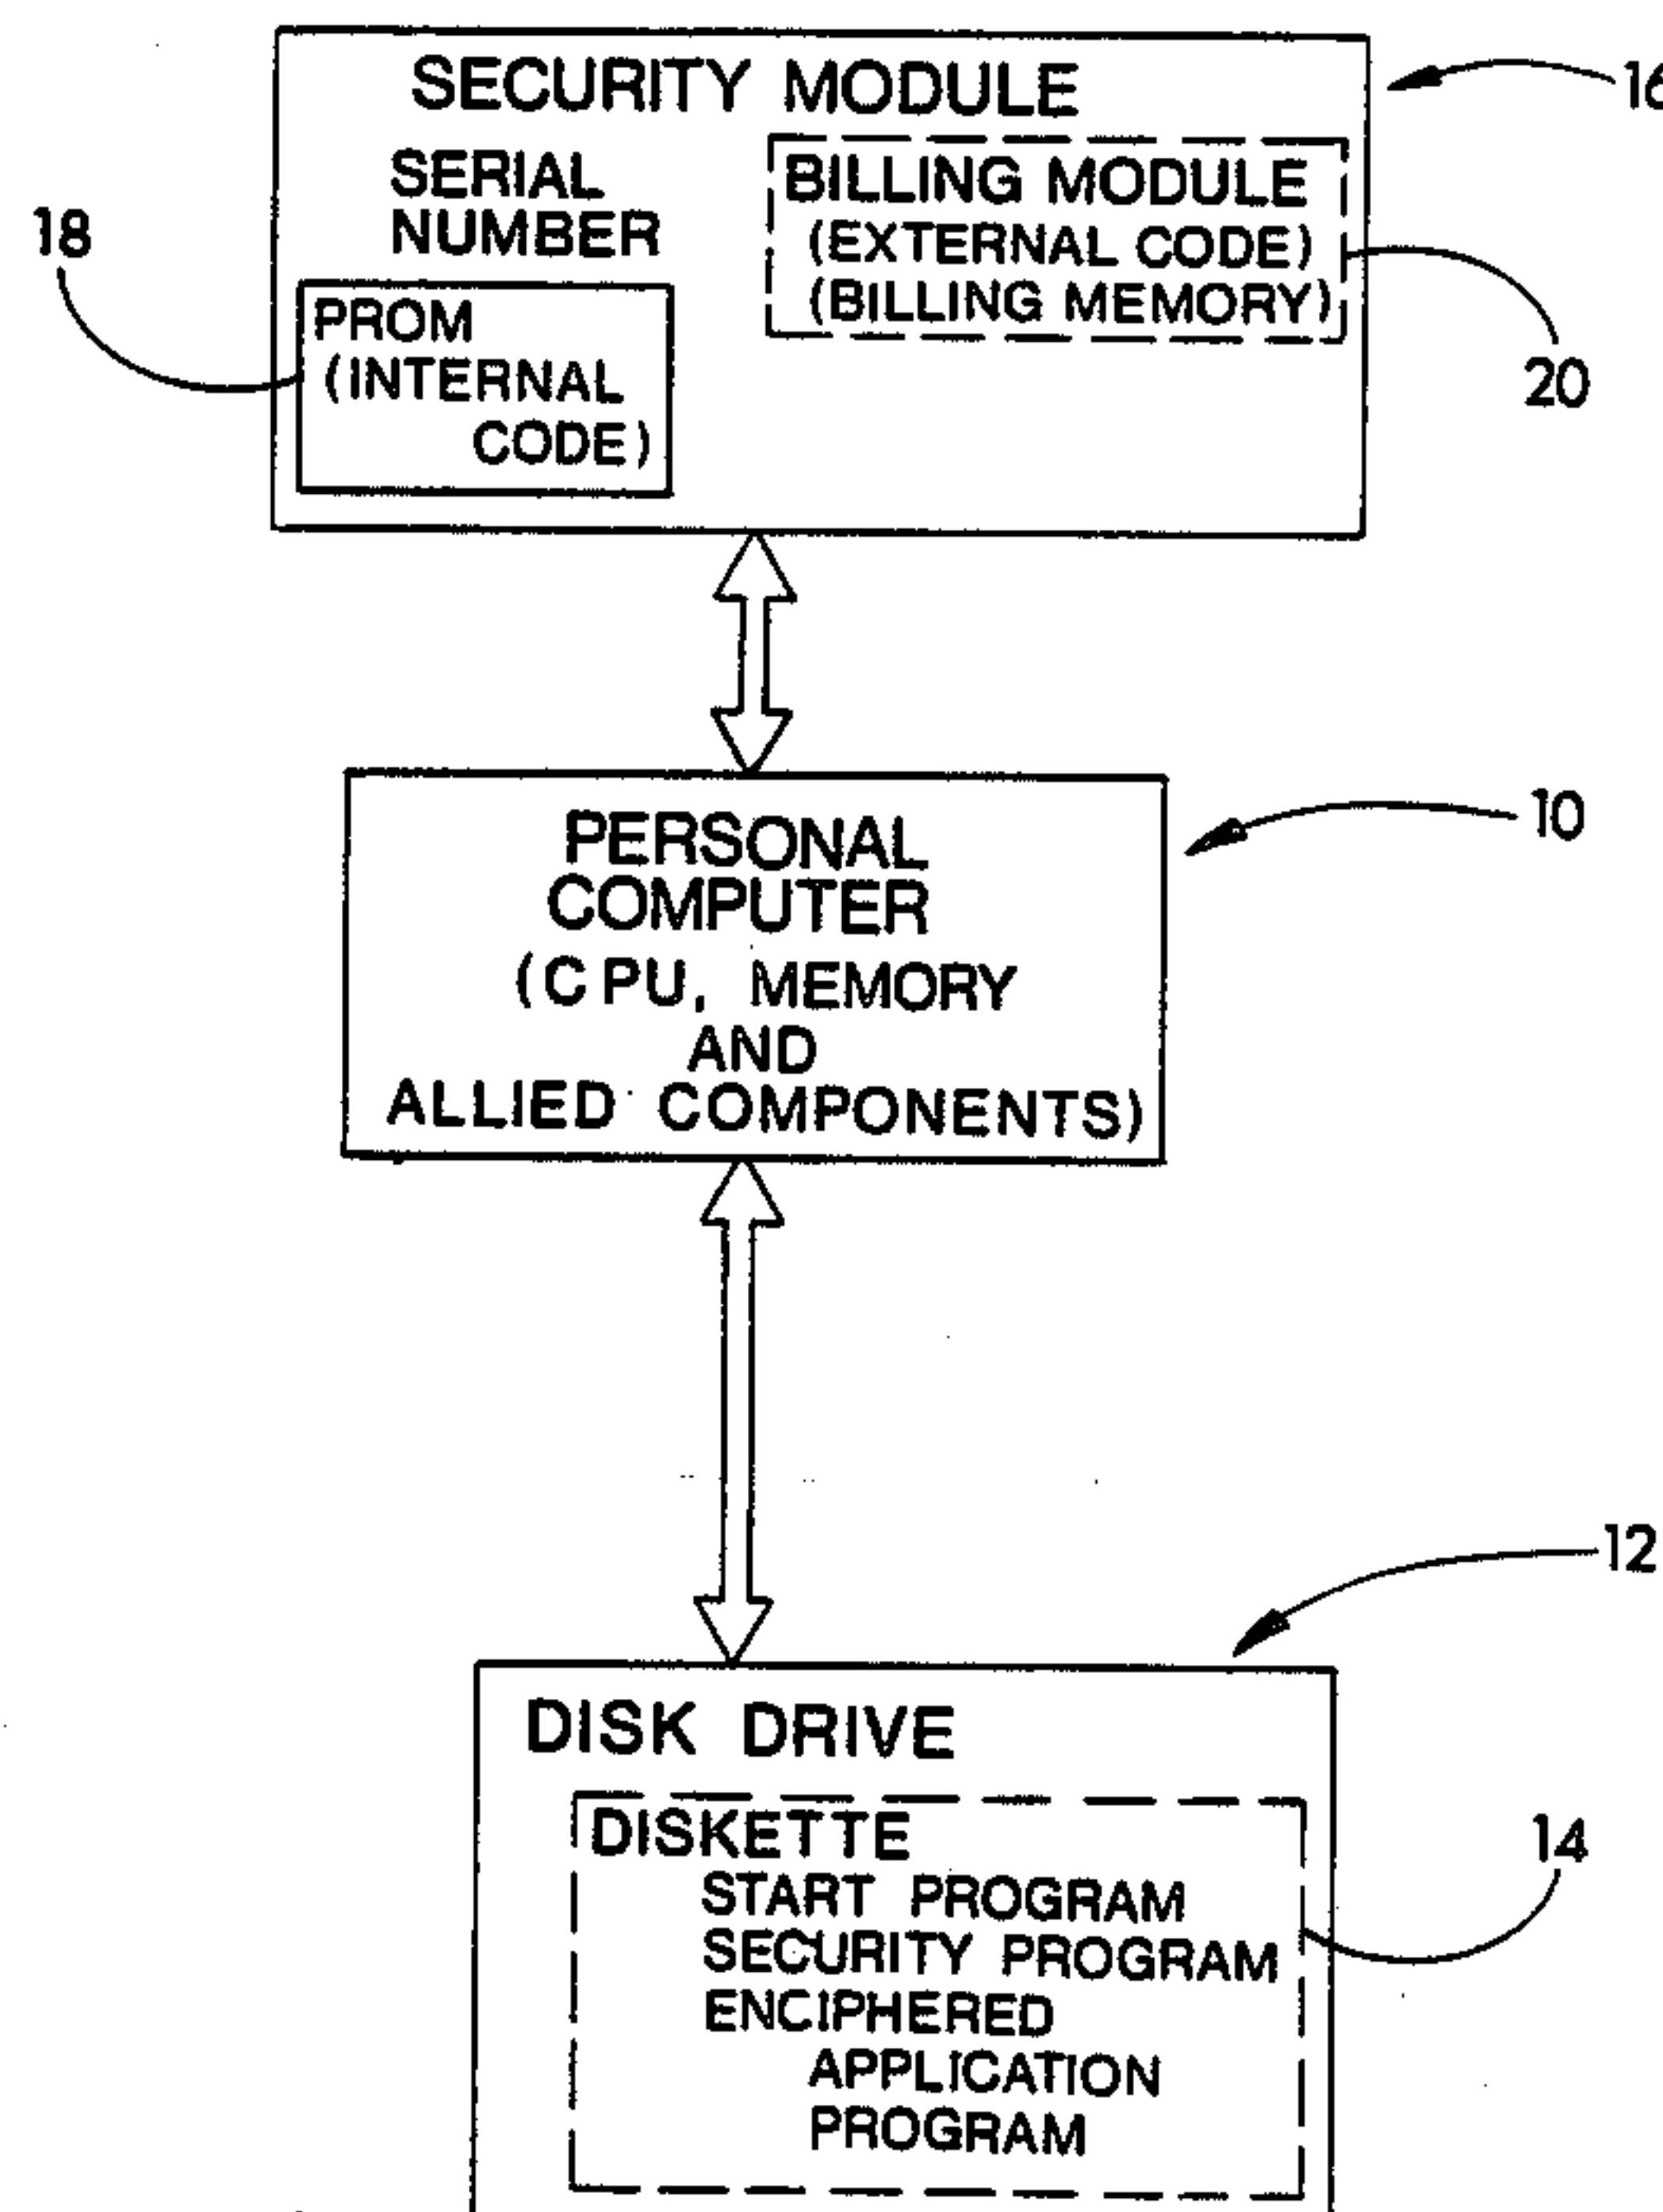 SECURITY MODULE
16
SERIAL
NUMBER
BILLING MODULE
(EXTERNAL CODE)
(BILLING MEMORY)
18
20
PROM
(INTERNAL
CODE)
PERSONAL
COMPUTER
(CPU, MEMORY
AND
ALLIED COMPONENTS)
10
12
DISK DRIVE
DISKETTE
START PROGRAM
SECURITY PROGRAM
ENCIPHERED
APPLICATION
PROGRAM
14